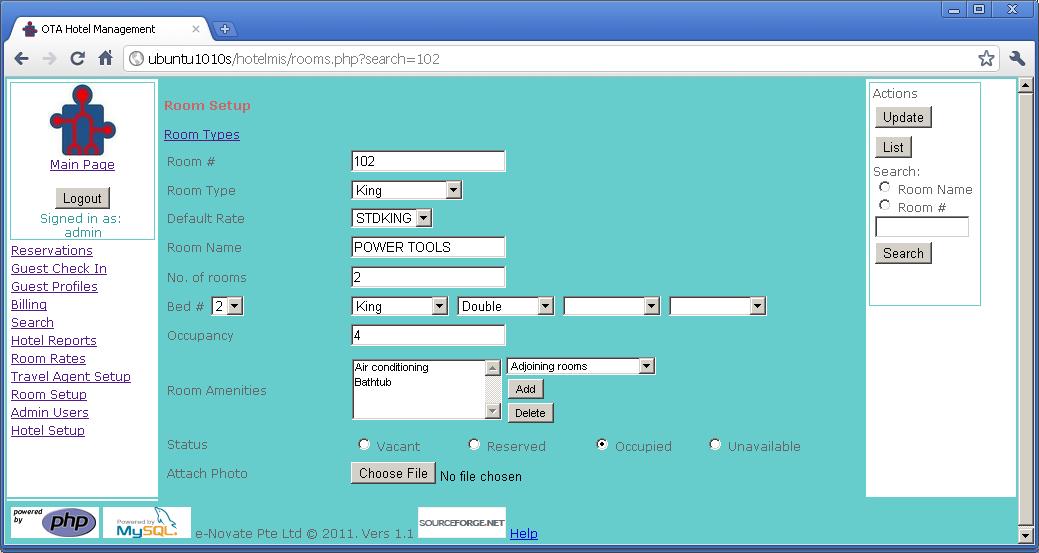 OTA Hotel Management
ubuntu1010s/hotelmis/rooms.php?search=102
Main Page
Logout
Signed in as:
admin
Reservations
Guest Check In
Guest Profiles
Billing
Search
Hotel Reports
Room Rates
Travel Agent Setup
Room Setup
Admin Users
Hotel Setup
Room Setup
Room Types
Room # 102
Room Type King
Default Rate STDKING
Room Name POWER TOOLS
No. of rooms 2
Bed # 2 King Double
Occupancy 4
Room Amenities
Air conditioning
Bathtub
Adjoining rooms
Add
Delete
Status Vacant Reserved Occupied Unavailable
Attach Photo Choose File No file chosen
Actions
Update
List
Search:
Room Name
Room #
Search
powered
by
php
Powered by
MySQL.
e-Novate Pte Ltd © 2011. Vers 1.1
SOURCEFORGE.NET
Help